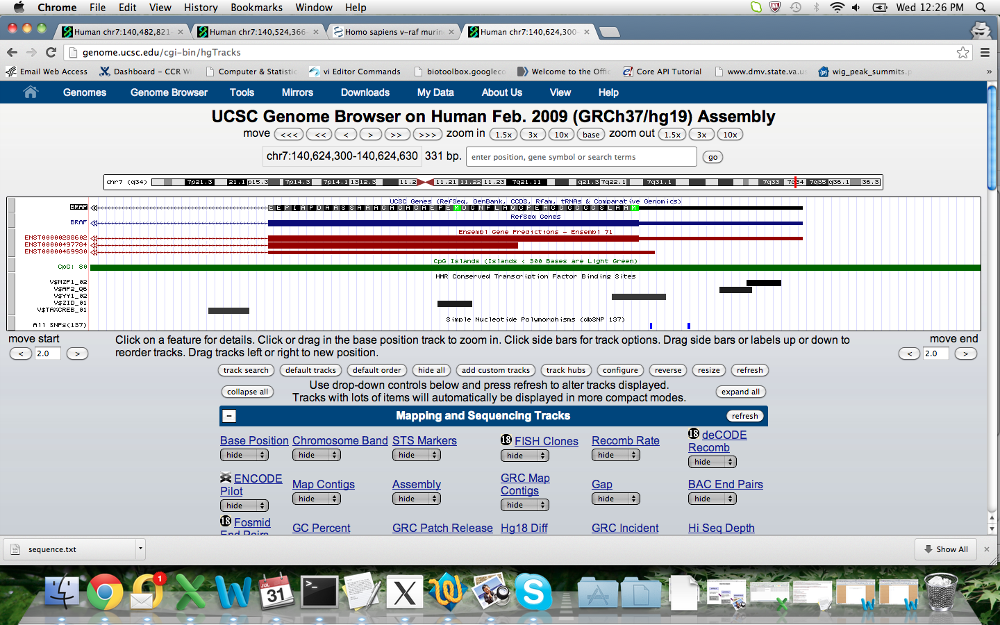 Chrome File Edit View History Bookmarks Window Help Wed 12:26 PM
Human chr7:140,482,821- Human chr7:140,524,366- Homo sapiens v-raf murin Human chr7:140,624,300-
genome.ucsc.edu/cgi-bin/hgTracks
Email Web Access Dashboard – CCR W Computer & Statistic vi Editor Commands biotoolbox.googleco Welcome to the Offic Core API Tutorial www.dmv.state.va.us wig_peak_summits.p »
Genomes Genome Browser Tools Mirrors Downloads My Data About Us View Help
UCSC Genome Browser on Human Feb. 2009 (GRCh37/hg19) Assembly
move <<< << < > >> >>> zoom in 1.5x 3x 10x base zoom out 1.5x 3x 10x
chr7:140,624,300-140,624,630 331 bp. enter position, gene symbol or search terms go
chr7 (q34) 7p21.3 21.1 p15.3 7p14.3 7p14.1 1312.3 11.2 11.21 11.22 11.23 7q21.11 q21.3 7q22.1 7q31.1 7q33 7q34 7q35 q36.1 36.3
UCSC Genes (RefSeq, GenBank, CCDS, Rfam, tRNAs & Comparative Genomics)
BRAF E E P I A P D A A S S A A A G A G A G A E P E M D G N F L A Q G P E A G G G G G G S L A A M
RefSeq Genes
BRAF
Ensembl Gene Predictions - Ensembl 71
ENST00000288602
ENST00000497784
ENST00000469930
CpG Islands (Islands < 300 Bases are Light Green)
CpG: 80
HMR Conserved Transcription Factor Binding Sites
V$MZF1_02
V$AP2_Q6
V$YY1_02
V$ZID_01
V$TAXCREB_01
Simple Nucleotide Polymorphisms (dbSNP 137)
All SNPs(137)
move start
< 2.0 >
Click on a feature for details. Click or drag in the base position track to zoom in. Click side bars for track options. Drag side bars or labels up or down to
reorder tracks. Drag tracks left or right to new position.
move end
< 2.0 >
track search default tracks default order hide all add custom tracks track hubs configure reverse resize refresh
collapse all
Use drop-down controls below and press refresh to alter tracks displayed.
Tracks with lots of items will automatically be displayed in more compact modes.
expand all
- Mapping and Sequencing Tracks refresh
Base Position Chromosome Band STS Markers 18 FISH Clones Recomb Rate 18 deCODE
Recomb
hide hide hide hide hide hide
ENCODE
Pilot Map Contigs Assembly GRC Map
Contigs Gap BAC End Pairs
hide hide hide hide hide hide
18 Fosmid
End Pairs GC Percent GRC Patch Release Hg18 Diff GRC Incident Hi Seq Depth
sequence.txt Show All
1
JUL
31